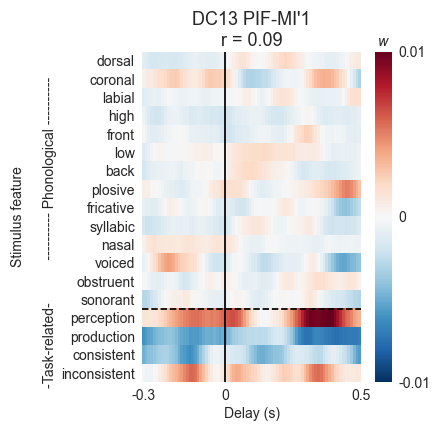 DC13 PIF-MI'1
r = 0.09
w
dorsal
coronal
labial
high
front
low
back
plosive
fricative
syllabic
nasal
voiced
obstruent
sonorant
perception
production
consistent
inconsistent
Stimulus feature
-Task-related- ---------- Phonological ----------
0.01
0
-0.01
-0.3 0 0.5
Delay (s)